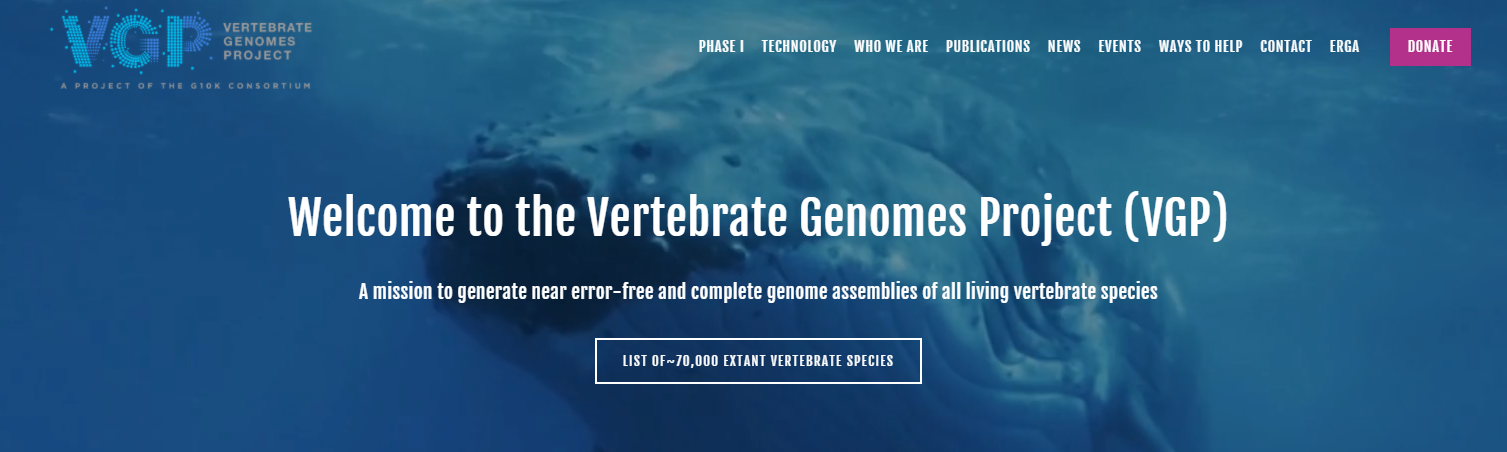 VGP
VERTEBRATE
GENOMES
PROJECT
A PROJECT OF THE G10K CONSORTIUM
PHASE I TECHNOLOGY WHO WE ARE PUBLICATIONS NEWS EVENTS WAYS TO HELP CONTACT ERGA DONATE
Welcome to the Vertebrate Genomes Project (VGP)
A mission to generate near error-free and complete genome assemblies of all living vertebrate species
LIST OF~70,000 EXTANT VERTEBRATE SPECIES